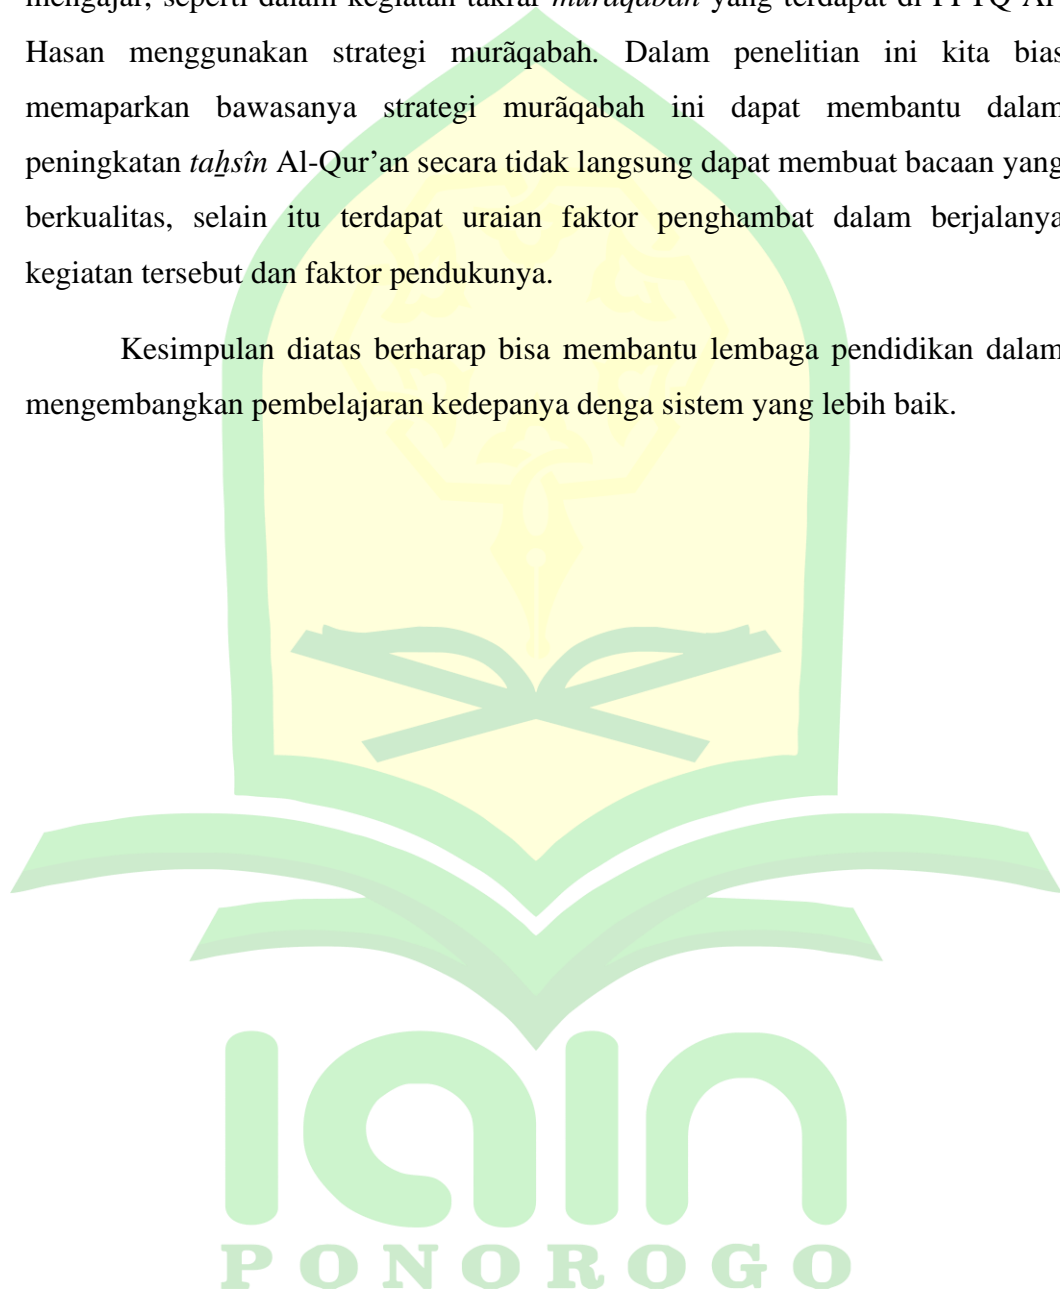 mengajar, seperti dalam kegiatan takrar murãqabah yang terdapat di PPTQ Al-
Hasan menggunakan strategi murãqabah. Dalam penelitian ini kita bias
memaparkan bawasanya strategi murãqabah ini dapat membantu dalam
peningkatan taẖsîn Al-Qur’an secara tidak langsung dapat membuat bacaan yang
berkualitas, selain itu terdapat uraian faktor penghambat dalam berjalanya
kegiatan tersebut dan faktor pendukunya.
Kesimpulan diatas berharap bisa membantu lembaga pendidikan dalam
mengembangkan pembelajaran kedepanya denga sistem yang lebih baik.
iain
PONOROGO